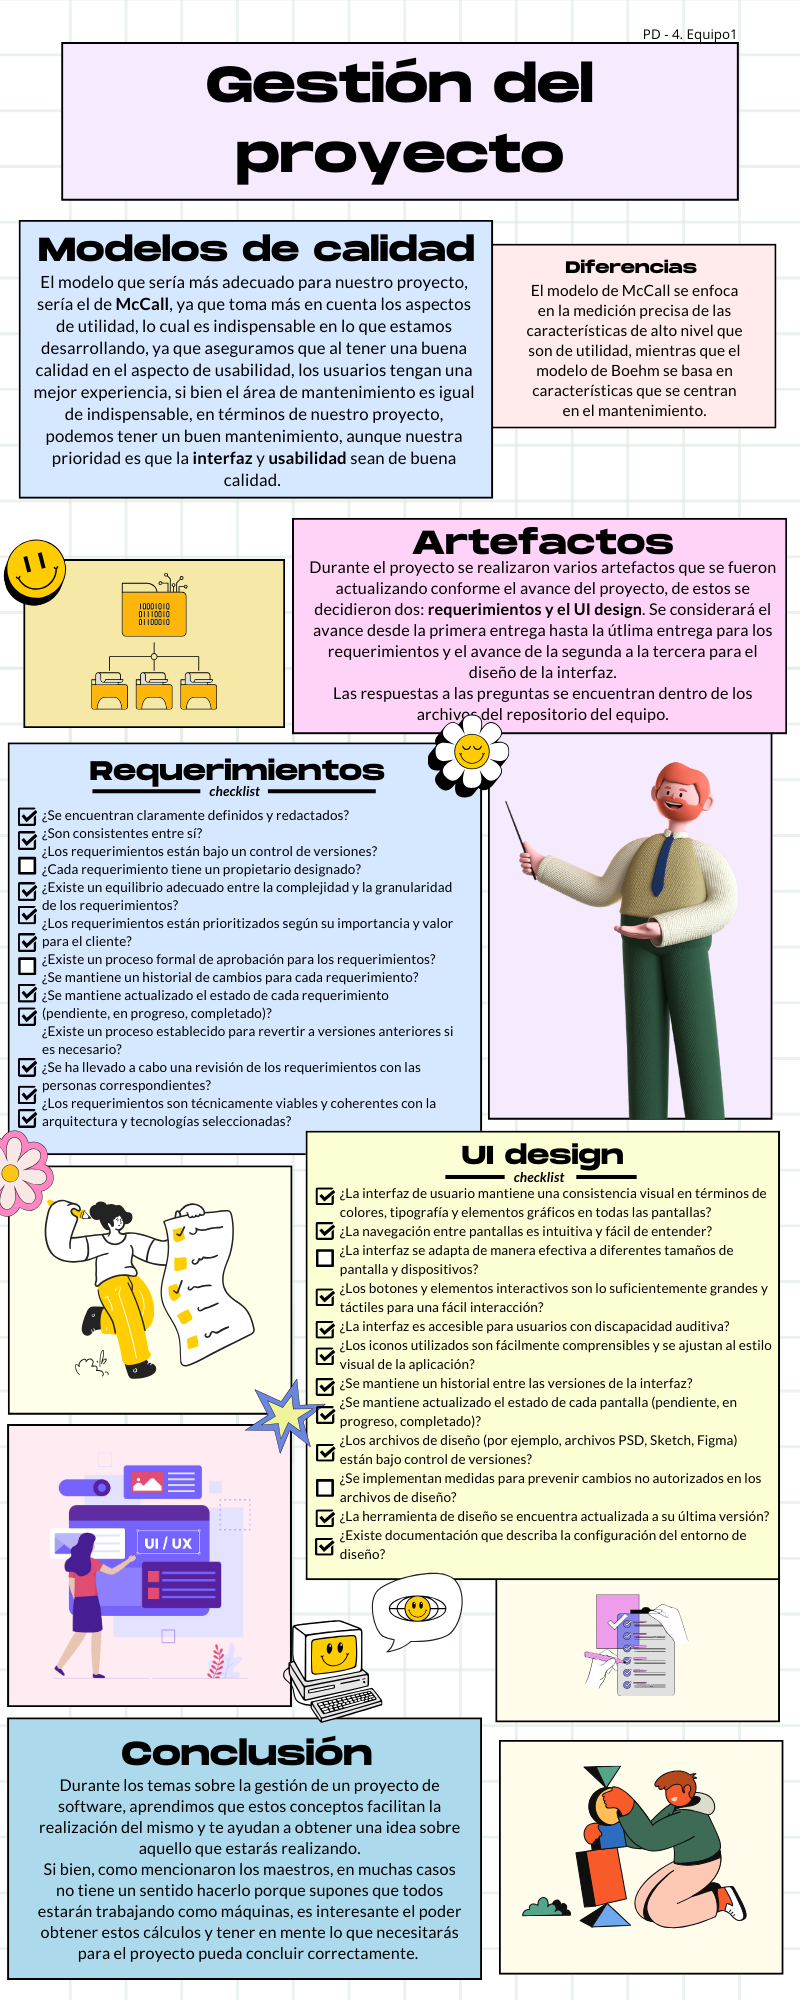 PD - 4. Equipo1
Gestión del
proyecto
Modelos de calidad
El modelo que sería más adecuado para nuestro proyecto,
sería el de McCall, ya que toma más en cuenta los aspectos
de utilidad, lo cual es indispensable en lo que estamos
desarrollando, ya que aseguramos que al tener una buena
calidad en el aspecto de usabilidad, los usuarios tengan una
mejor experiencia, si bien el área de mantenimiento es igual
de indispensable, en términos de nuestro proyecto,
podemos tener un buen mantenimiento, aunque nuestra
prioridad es que la interfaz y usabilidad sean de buena
calidad.
Diferencias
El modelo de McCall se enfoca
en la medición precisa de las
características de alto nivel que
son de utilidad, mientras que el
modelo de Boehm se basa en
características que se centran
en el mantenimiento.
Artefactos
Durante el proyecto se realizaron varios artefactos que se fueron
actualizando conforme el avance del proyecto, de estos se
decidieron dos: requerimientos y el UI design. Se considerará el
avance desde la primera entrega hasta la útlima entrega para los
requerimientos y el avance de la segunda a la tercera para el
diseño de la interfaz.
Las respuestas a las preguntas se encuentran dentro de los
archivos del repositorio del equipo.
10001010
01110010
01100010
Requerimientos
checklist
¿Se encuentran claramente definidos y redactados?
¿Son consistentes entre sí?
¿Los requerimientos están bajo un control de versiones?
¿Cada requerimiento tiene un propietario designado?
¿Existe un equilibrio adecuado entre la complejidad y la granularidad
de los requerimientos?
¿Los requerimientos están prioritizados según su importancia y valor
para el cliente?
¿Existe un proceso formal de aprobación para los requerimientos?
¿Se mantiene un historial de cambios para cada requerimiento?
¿Se mantiene actualizado el estado de cada requerimiento
(pendiente, en progreso, completado)?
¿Existe un proceso establecido para revertir a versiones anteriores si
es necesario?
¿Se ha llevado a cabo una revisión de los requerimientos con las
personas correspondientes?
¿Los requerimientos son técnicamente viables y coherentes con la
arquitectura y tecnologías seleccionadas?
UI design
checklist
¿La interfaz de usuario mantiene una consistencia visual en términos de
colores, tipografía y elementos gráficos en todas las pantallas?
¿La navegación entre pantallas es intuitiva y fácil de entender?
¿La interfaz se adapta de manera efectiva a diferentes tamaños de
pantalla y dispositivos?
¿Los botones y elementos interactivos son lo suficientemente grandes y
táctiles para una fácil interacción?
¿La interfaz es accesible para usuarios con discapacidad auditiva?
¿Los iconos utilizados son fácilmente comprensibles y se ajustan al estilo
visual de la aplicación?
¿Se mantiene un historial entre las versiones de la interfaz?
¿Se mantiene actualizado el estado de cada pantalla (pendiente, en
progreso, completado)?
¿Los archivos de diseño (por ejemplo, archivos PSD, Sketch, Figma)
están bajo control de versiones?
¿Se implementan medidas para prevenir cambios no autorizados en los
archivos de diseño?
¿La herramienta de diseño se encuentra actualizada a su última versión?
¿Existe documentación que describa la configuración del entorno de
diseño?
UI / UX
Conclusión
Durante los temas sobre la gestión de un proyecto de
software, aprendimos que estos conceptos facilitan la
realización del mismo y te ayudan a obtener una idea sobre
aquello que estarás realizando.
Si bien, como mencionaron los maestros, en muchas casos
no tiene un sentido hacerlo porque supones que todos
estarán trabajando como máquinas, es interesante el poder
obtener estos cálculos y tener en mente lo que necesitarás
para el proyecto pueda concluir correctamente.